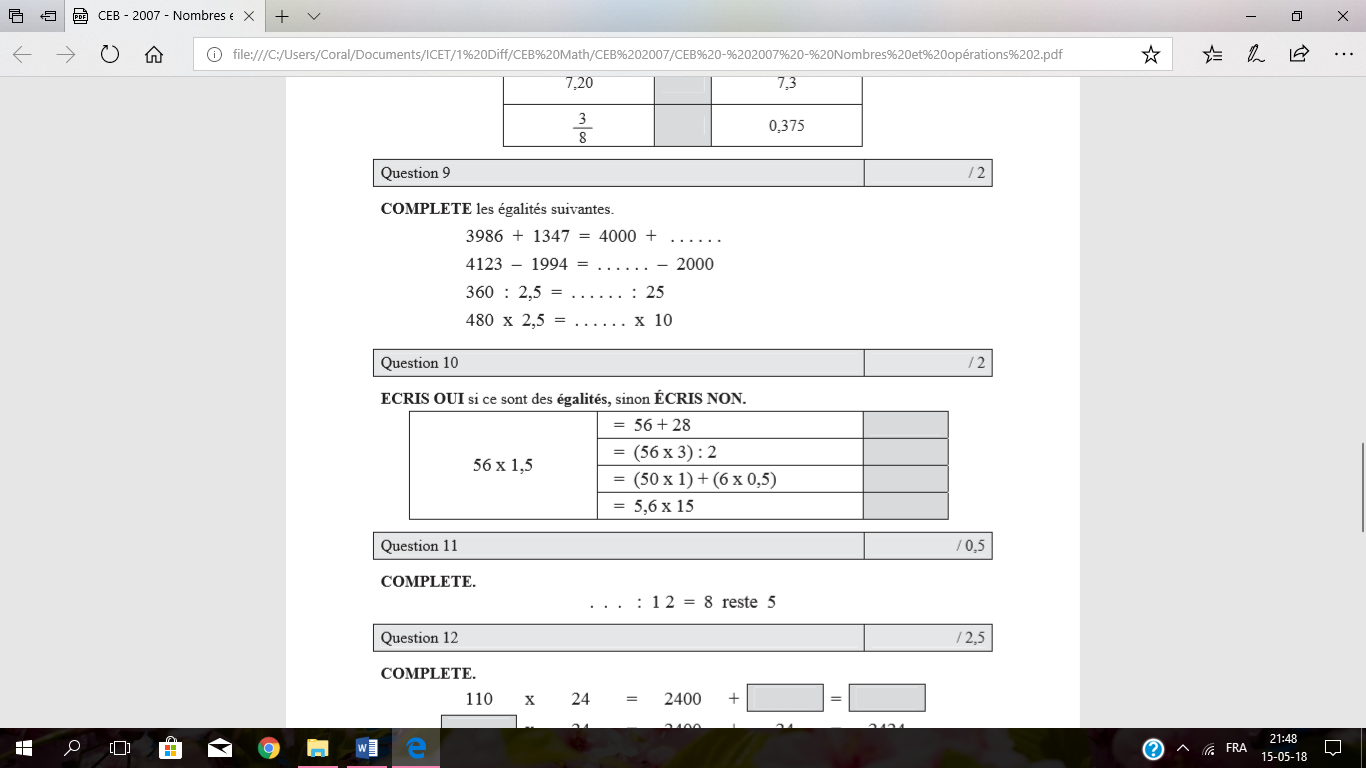 CEB - 2007 - Nombres e
file:///C:/Users/Coral/Documents/ICET/1%20Diff/CEB%20Math/CEB%202007/CEB%20-%202007%20-%20Nombres%20et%20opérations%202.pdf
7,20 7,3
3/8 0,375
Question 9 / 2
COMPLETE les égalités suivantes.
3986 + 1347 = 4000 + ......
4123 – 1994 = ...... – 2000
360 : 2,5 = ...... : 25
480 x 2,5 = ...... x 10
Question 10 / 2
ECRIS OUI si ce sont des égalités, sinon ÉCRIS NON.
56 x 1,5
= 56 + 28
= (56 x 3) : 2
= (50 x 1) + (6 x 0,5)
= 5,6 x 15
Question 11 / 0,5
COMPLETE.
. . . : 1 2 = 8 reste 5
Question 12 / 2,5
COMPLETE.
110 x 24 = 2400 + =
x 24 = 2400 + 24 = 2424
FRA
21:48
15-05-18